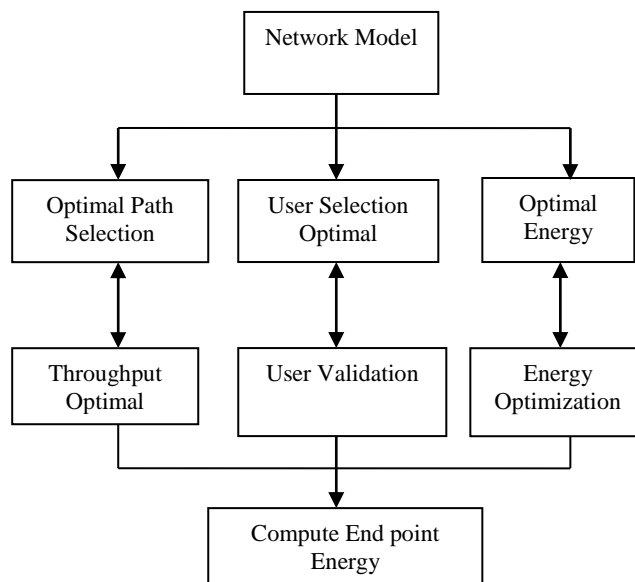 Network Model
Optimal Path
Selection
User Selection
Optimal
Optimal
Energy
Throughput
Optimal
User Validation
Energy
Optimization
Compute End point
Energy